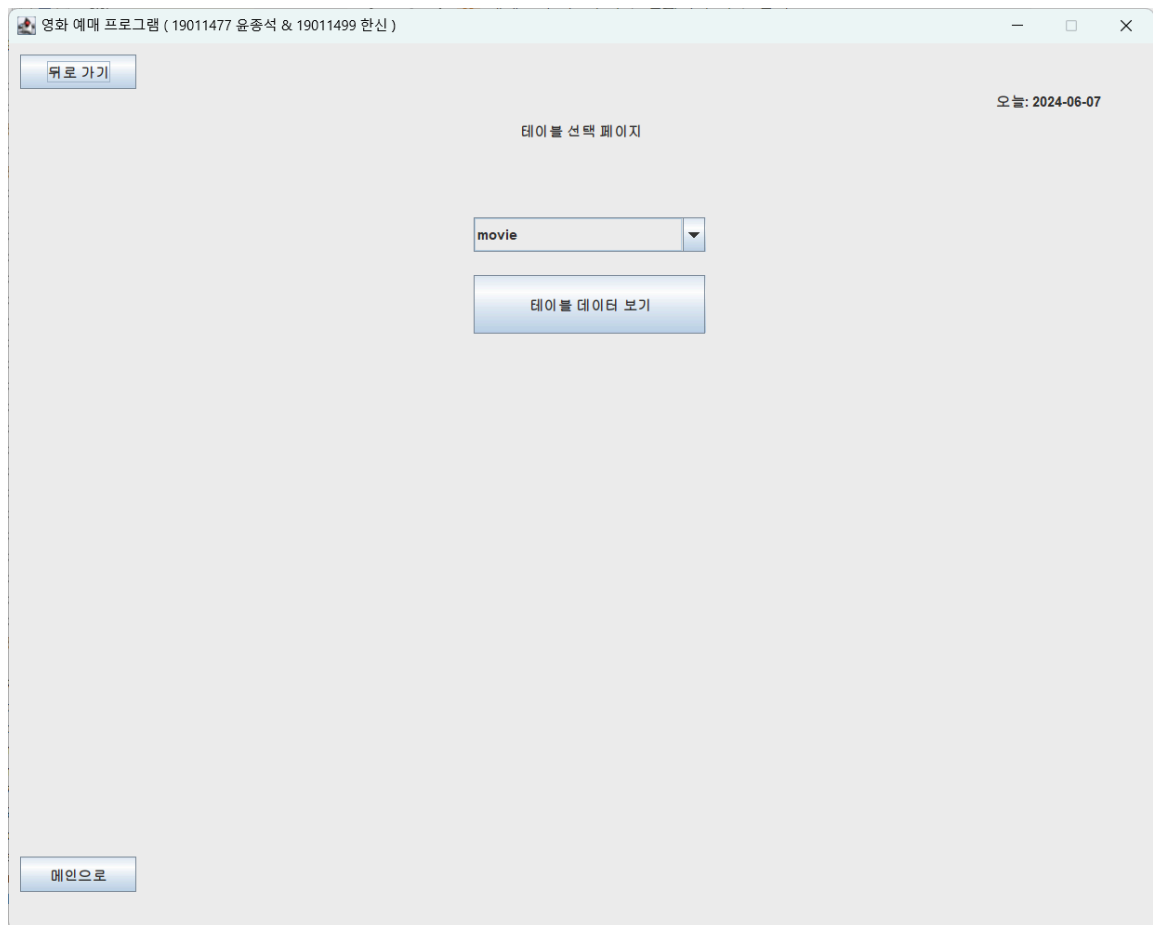 영화 예매 프로그램 ( 19011477 윤종석 & 19011499 한신 )
뒤로 가기
오늘: 2024-06-07
테이블 선택 페이지
movie
테이블 데이터 보기
메인으로